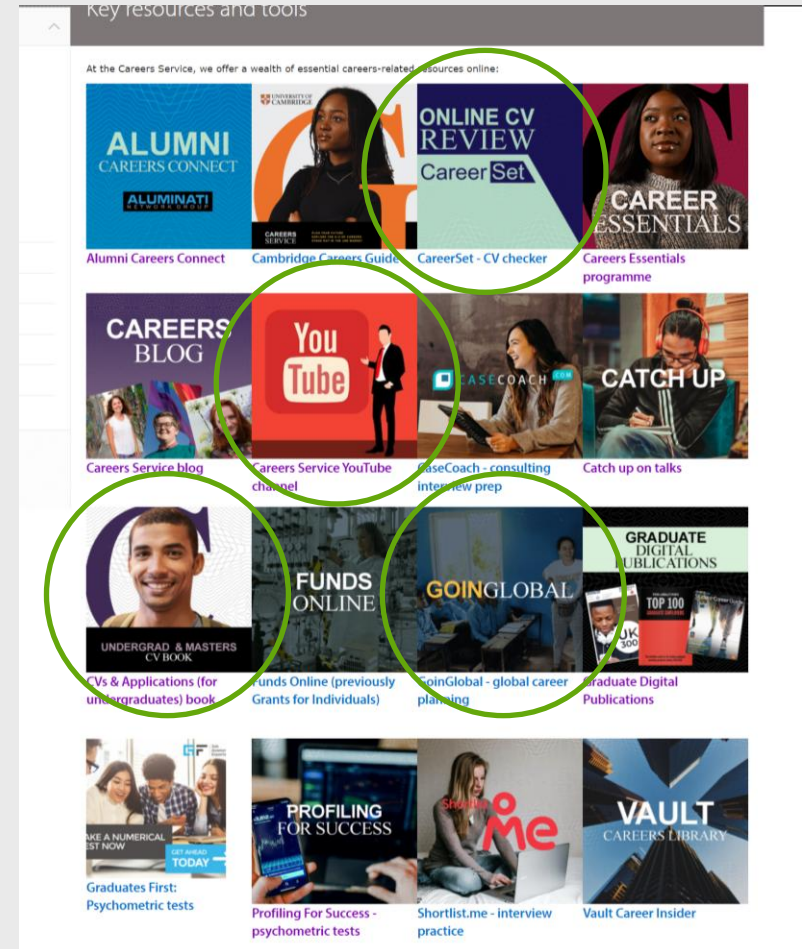 Key resources and tools
At the Careers Service, we offer a wealth of essential careers-related resources online:
ALUMNI
CAREERS CONNECT
ALUMINATI
NETWORK GROUP
Alumni Careers Connect
UNIVERSITY OF
CAMBRIDGE
CAREERS
SERVICE
Cambridge Careers Guide
ONLINE CV
REVIEW
CareerSet
CareerSet - CV checker
CAREER
ESSENTIALS
Careers Essentials
programme
CAREERS
BLOG
Careers Service blog
You
Tube
Careers Service YouTube
channel
CASECOACH .COM
CaseCoach - consulting
interview prep
CATCH UP
Catch up on talks
UNDERGRAD & MASTERS
CV BOOK
CVs & Applications (for
undergraduates) book
FUNDS
ONLINE
Funds Online (previously
Grants for Individuals)
GOINGLOBAL
GoinGlobal - global career
planning
GRADUATE
DIGITAL
PUBLICATIONS
TOP 100
UK
300
Graduate Digital
Publications
GF
AKE A NUMERICAL
EST NOW
GET AHEAD
TODAY
Graduates First:
Psychometric tests
PROFILING
FOR SUCCESS
Profiling For Success -
psychometric tests
Shortlist
me
Shortlist.me - interview
practice
VAULT
CAREERS LIBRARY
Vault Career Insider